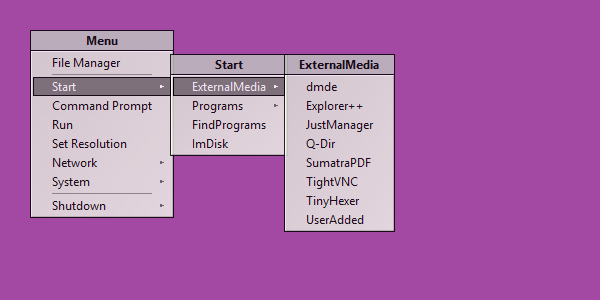 Menu
File Manager
Start
Command Prompt
Run
Set Resolution
Network
System
Shutdown
Start
ExternalMedia
Programs
FindPrograms
ImDisk
ExternalMedia
dmde
Explorer++
JustManager
Q-Dir
SumatraPDF
TightVNC
TinyHexer
UserAdded